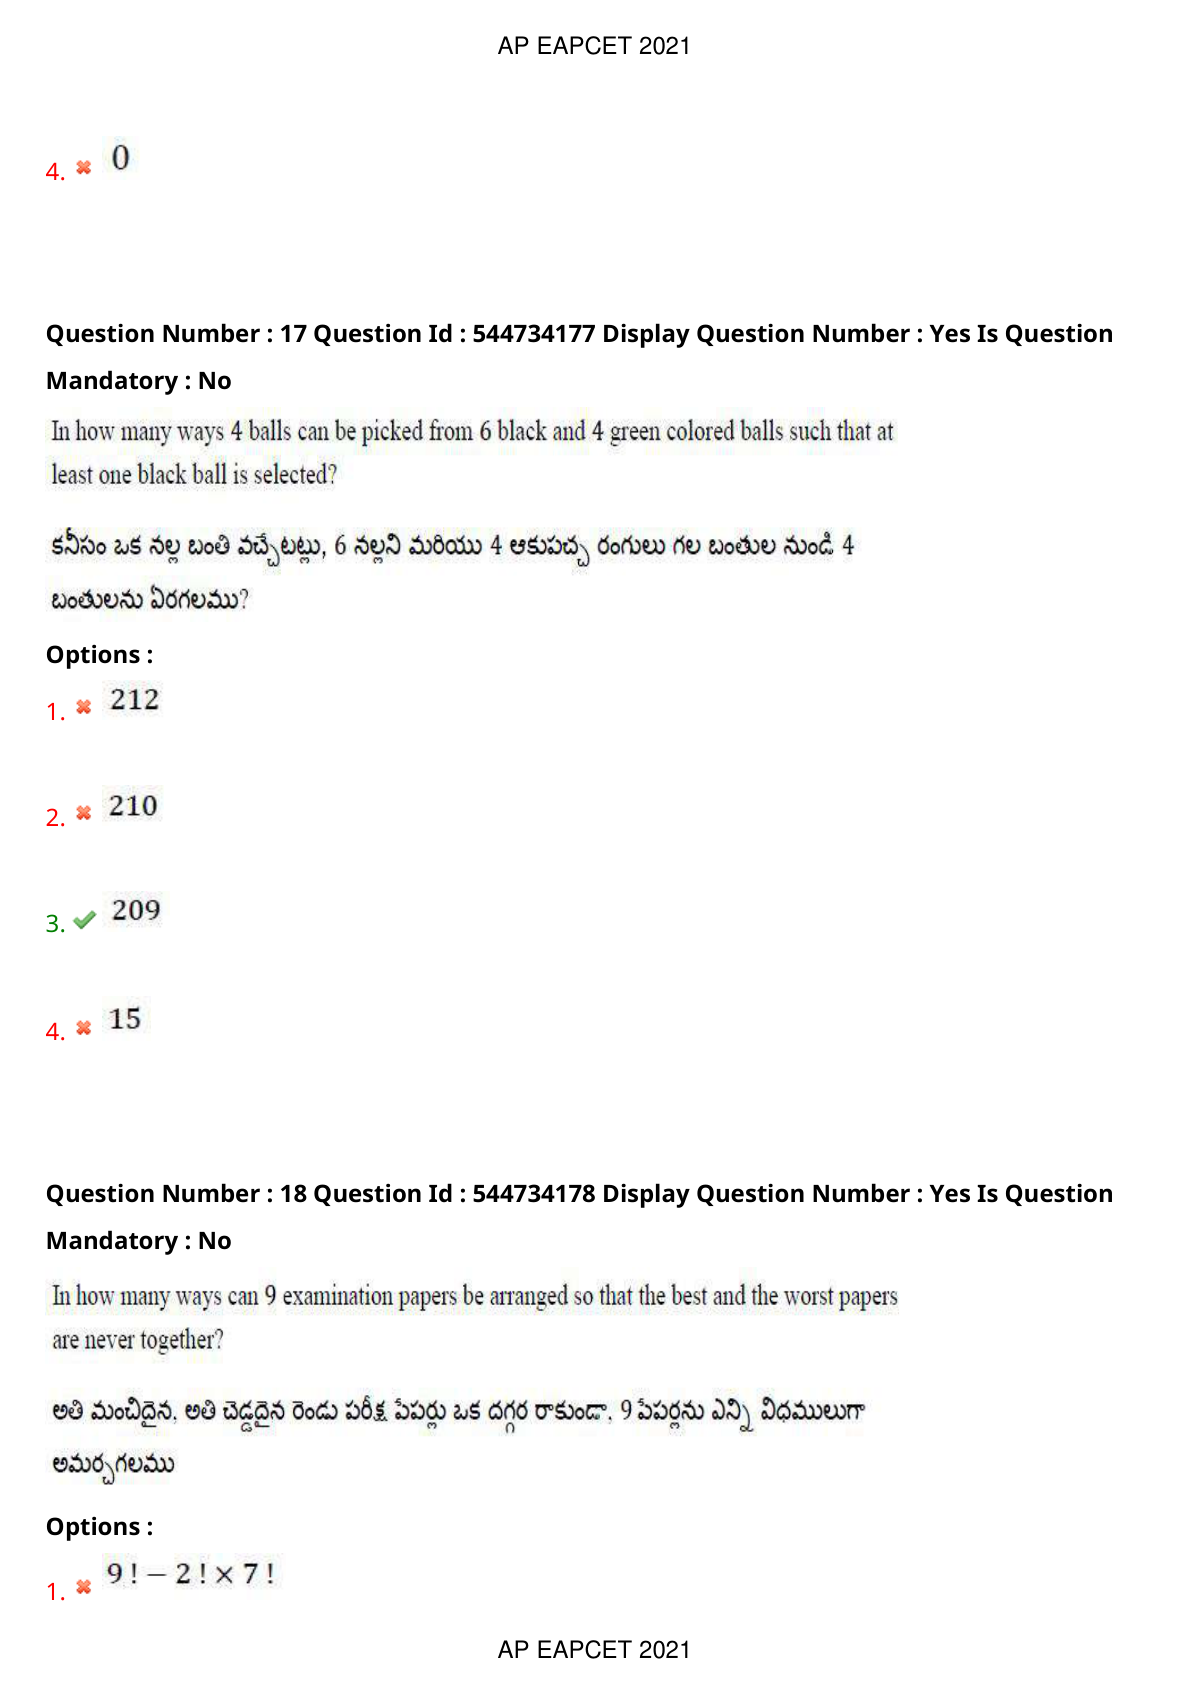 AP EAPCET 2021
4. 0
Question Number : 17 Question Id : 544734177 Display Question Number : Yes Is Question
Mandatory : No
In how many ways 4 balls can be picked from 6 black and 4 green colored balls such that at
least one black ball is selected?
కనీసం ఒక నల్ల బంతి వచ్చేటట్లు, 6 నల్లని మరియు 4 ఆకుపచ్చ రంగులు గల బంతుల నుండి 4
బంతులను ఏరగలము?
Options :
1. 212
2. 210
3. 209
4. 15
Question Number : 18 Question Id : 544734178 Display Question Number : Yes Is Question
Mandatory : No
In how many ways can 9 examination papers be arranged so that the best and the worst papers
are never together?
అతి మంచిదైన, అతి చెడ్డదైన రెండు పరీక్ష పేపర్లు ఒక దగ్గర రాకుండా, 9 పేపర్లను ఎన్ని విధములుగా
అమర్చగలము
Options :
1. 9 ! − 2 ! × 7 !
AP EAPCET 2021